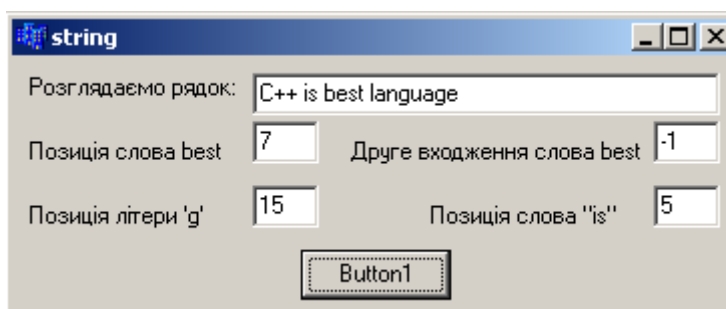 string
Розглядаємо рядок: C++ is best language
Позиція слова best 7 Друге входження слова best -1
Позиція літери 'g' 15 Позиція слова "is" 5
Button1